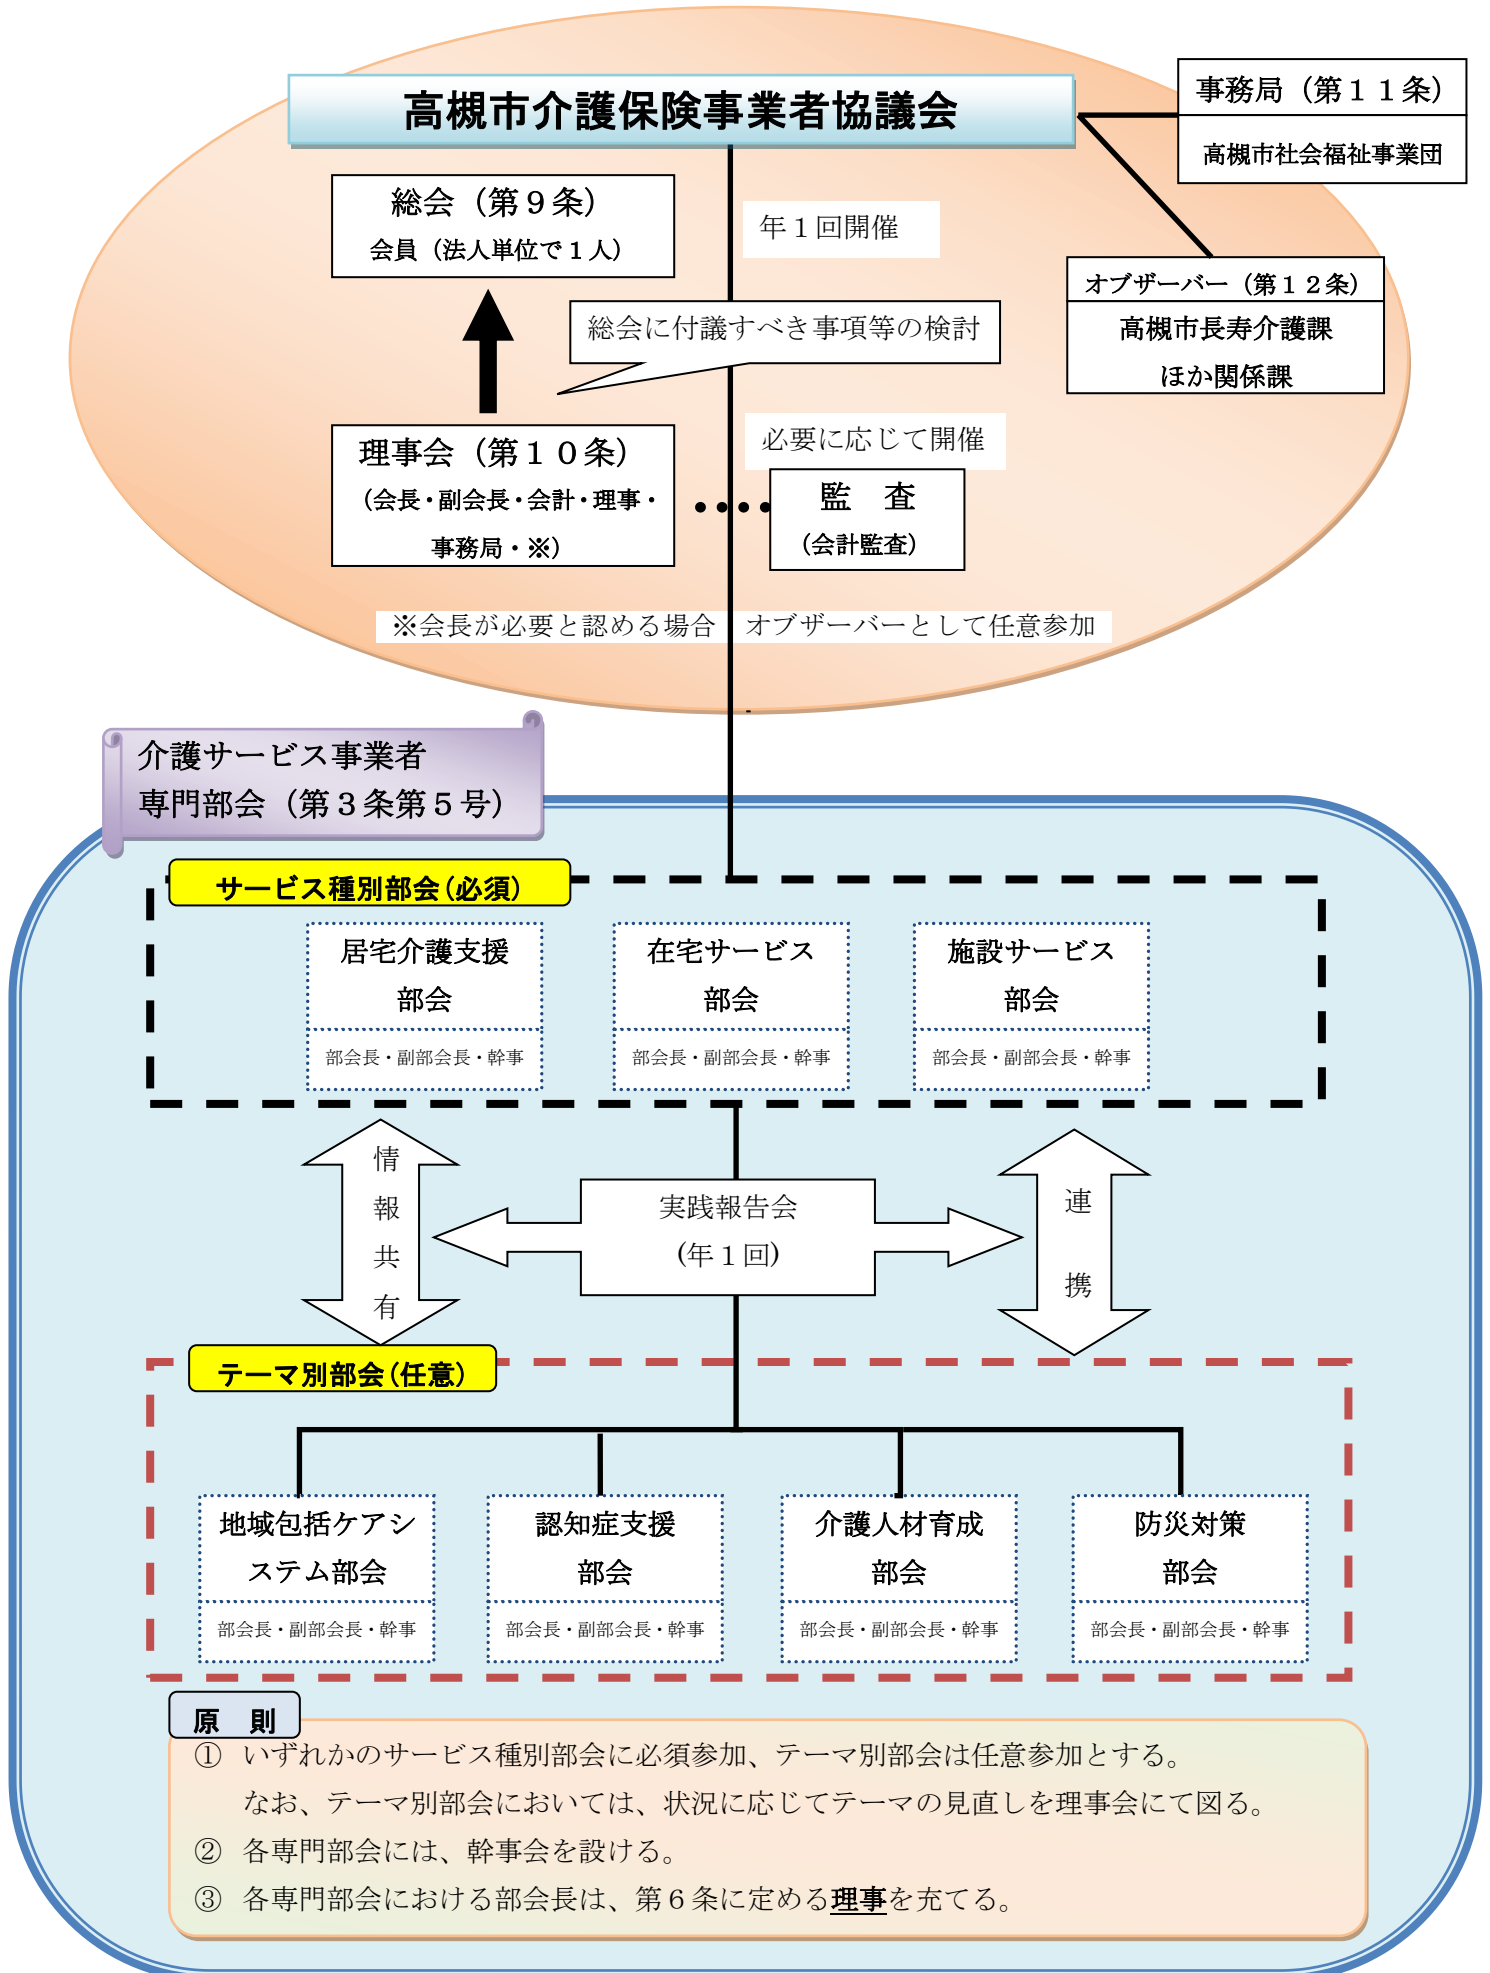 高槻市介護保険事業者協議会
事務局（第１１条）
高槻市社会福祉事業団
総会（第９条）
会員（法人単位で１人）
年１回開催
オブザーバー（第１２条）
高槻市長寿介護課
ほか関係課
総会に付議すべき事項等の検討
理事会（第１０条）
（会長・副会長・会計・理事・
事務局・※）
必要に応じて開催
監　査
（会計監査）
※会長が必要と認める場合　オブザーバーとして任意参加
介護サービス事業者
専門部会（第３条第５号）
サービス種別部会(必須)
居宅介護支援
部会
部会長・副部会長・幹事
在宅サービス
部会
部会長・副部会長・幹事
施設サービス
部会
部会長・副部会長・幹事
情
報
共
有
実践報告会
(年１回)
連
携
テーマ別部会(任意)
地域包括ケアシ
ステム部会
部会長・副部会長・幹事
認知症支援
部会
部会長・副部会長・幹事
介護人材育成
部会
部会長・副部会長・幹事
防災対策
部会
部会長・副部会長・幹事
原　則
①　いずれかのサービス種別部会に必須参加、テーマ別部会は任意参加とする。
なお、テーマ別部会においては、状況に応じてテーマの見直しを理事会にて図る。
②　各専門部会には、幹事会を設ける。
③　各専門部会における部会長は、第６条に定める理事を充てる。